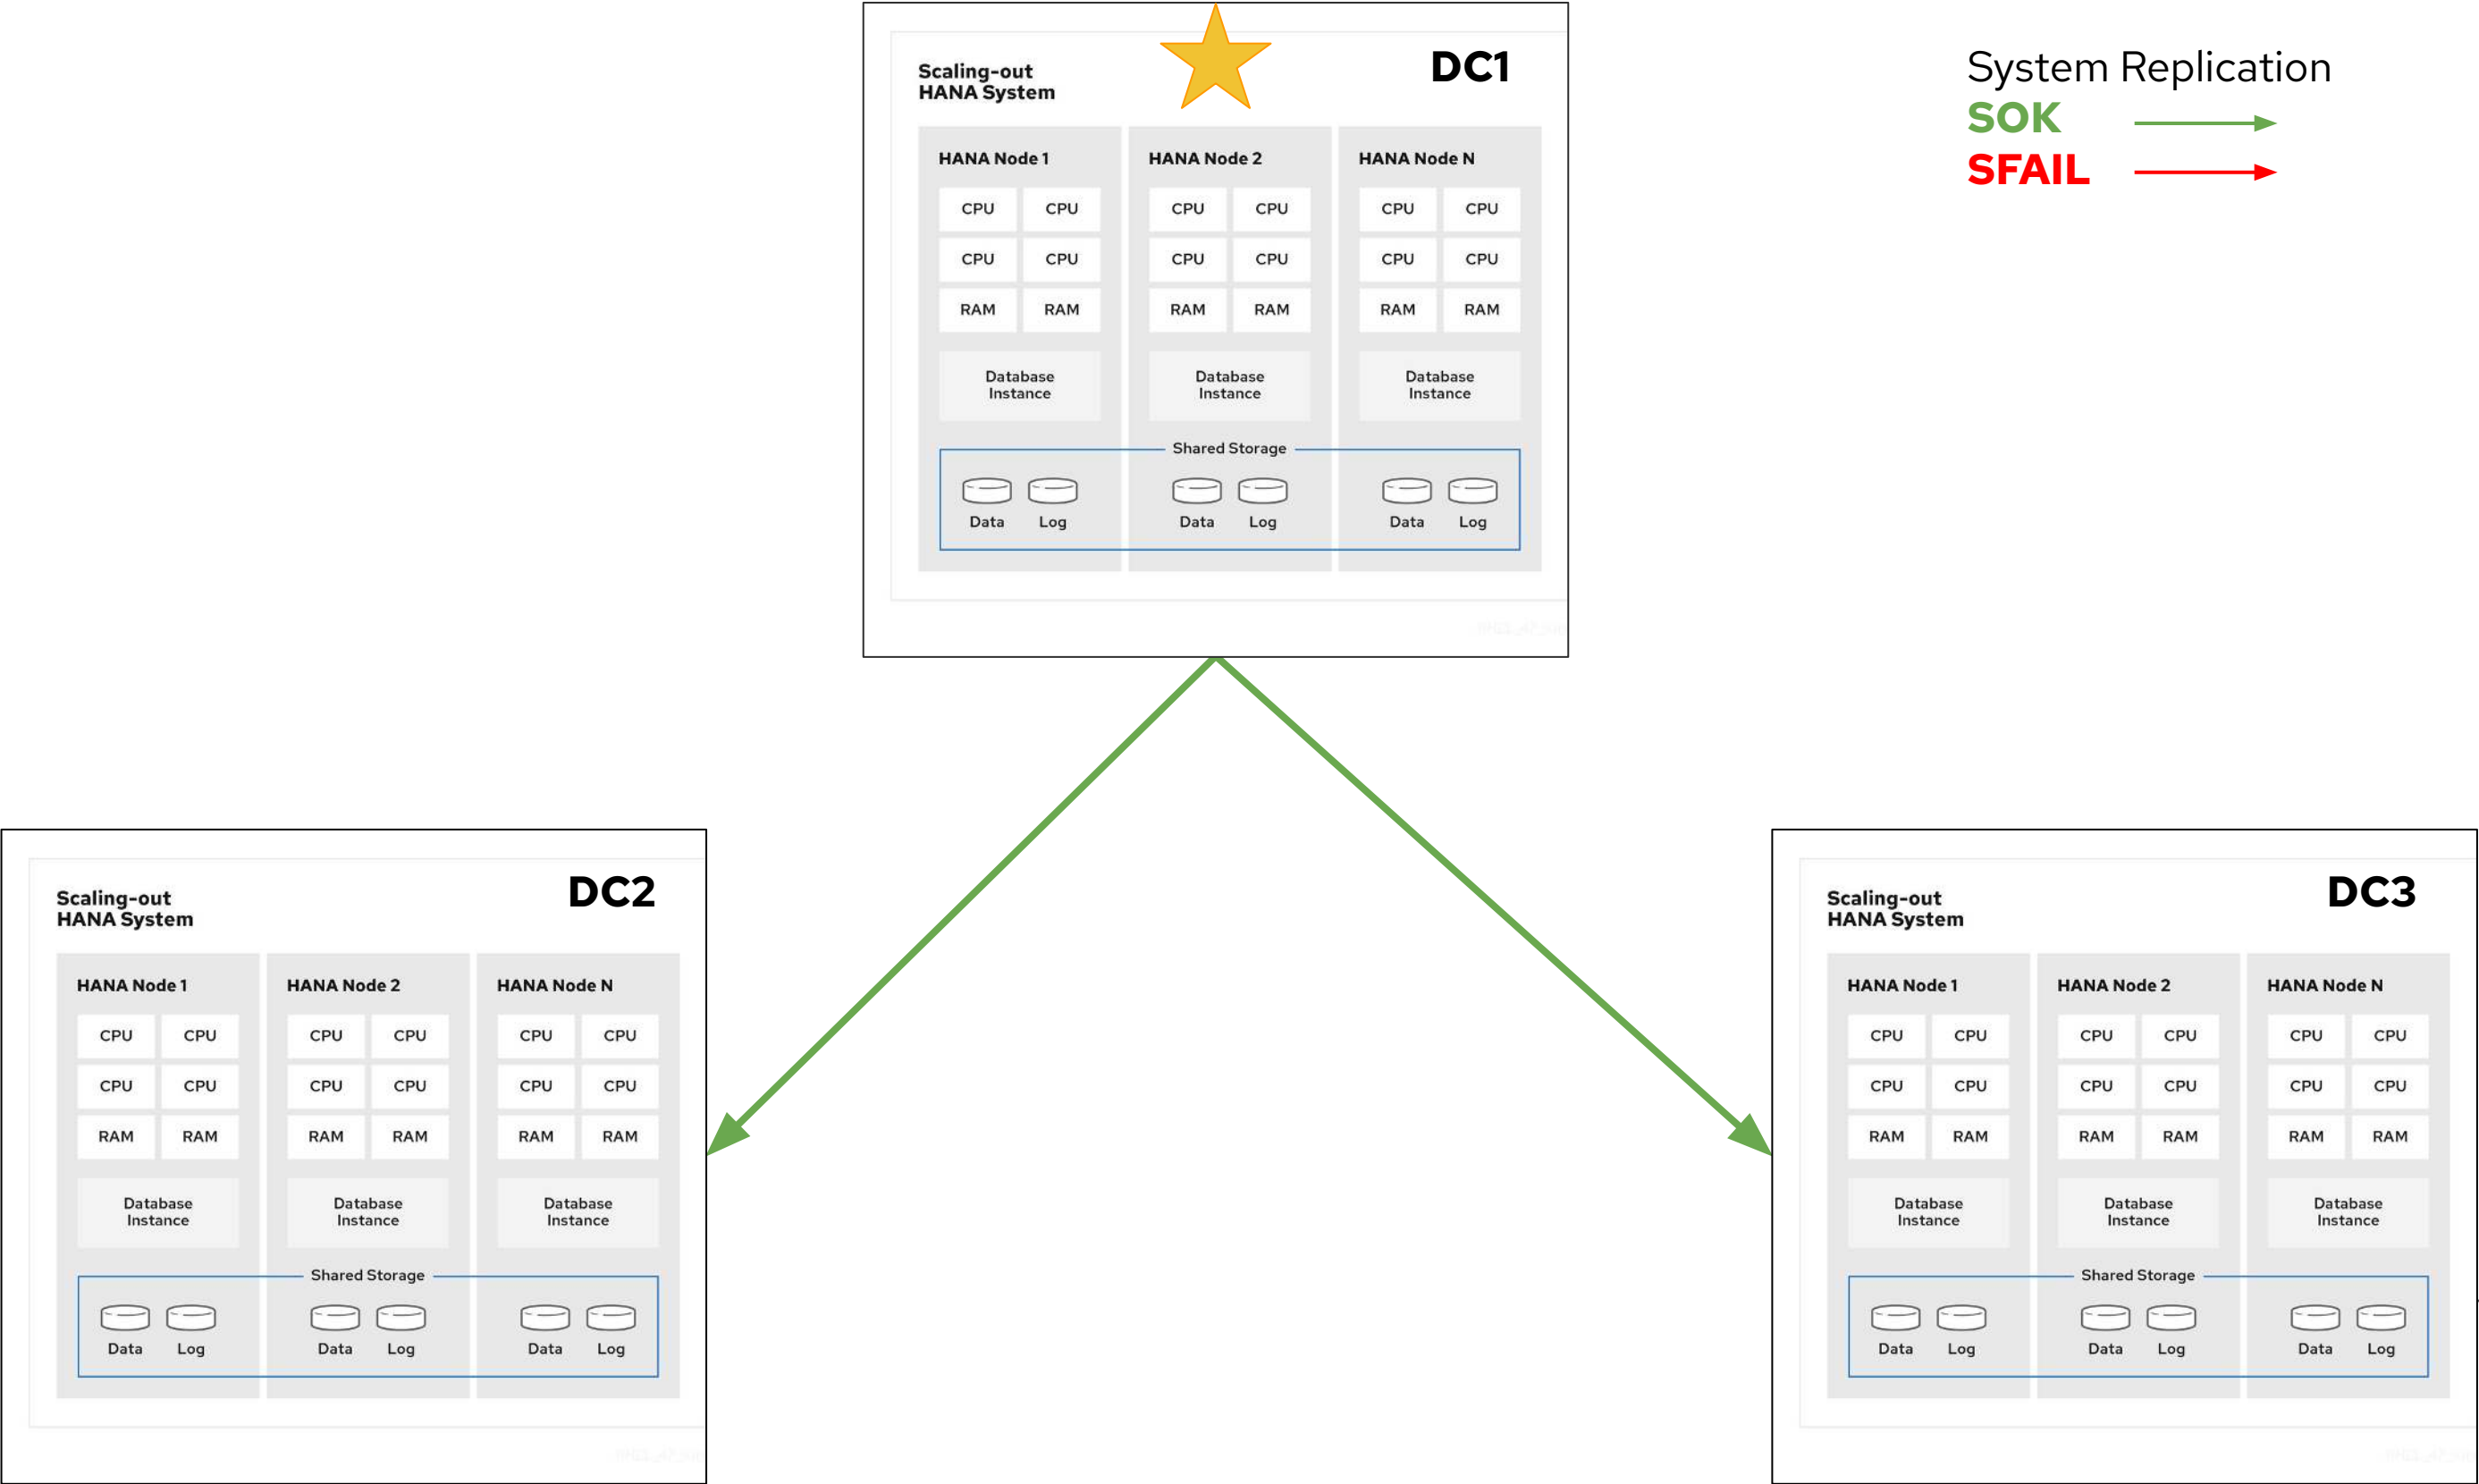 DC1
Scaling-out
HANA System
HANA Node 1
HANA Node 2
HANA Node N
CPU CPU CPU CPU CPU CPU
CPU CPU CPU CPU CPU CPU
RAM RAM RAM RAM RAM RAM
Database
Instance
Database
Instance
Database
Instance
Shared Storage
Data Log Data Log Data Log
System Replication
SOK
SFAIL
DC2
Scaling-out
HANA System
HANA Node 1
HANA Node 2
HANA Node N
CPU CPU CPU CPU CPU CPU
CPU CPU CPU CPU CPU CPU
RAM RAM RAM RAM RAM RAM
Database
Instance
Database
Instance
Database
Instance
Shared Storage
Data Log Data Log Data Log
DC3
Scaling-out
HANA System
HANA Node 1
HANA Node 2
HANA Node N
CPU CPU CPU CPU CPU CPU
CPU CPU CPU CPU CPU CPU
RAM RAM RAM RAM RAM RAM
Database
Instance
Database
Instance
Database
Instance
Shared Storage
Data Log Data Log Data Log